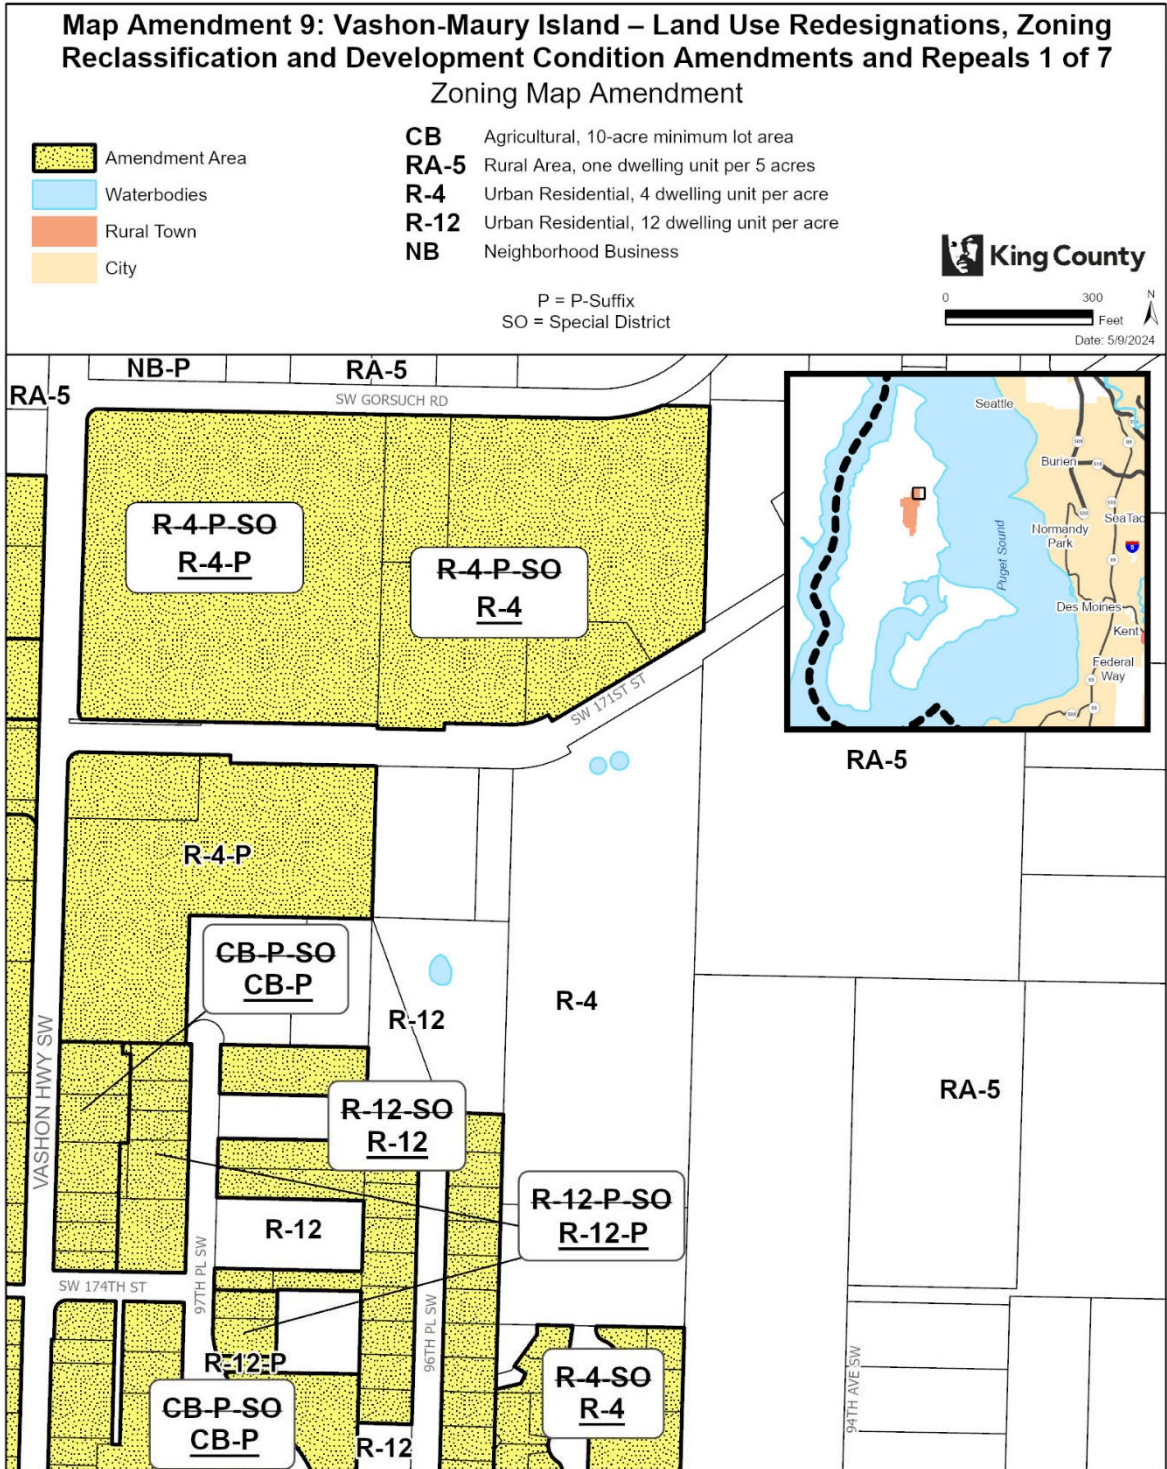 Map Amendment 9: Vashon-Maury Island – Land Use Redesignations, Zoning
Reclassification and Development Condition Amendments and Repeals 1 of 7
Zoning Map Amendment
Amendment Area
Waterbodies
Rural Town
City
CB Agricultural, 10-acre minimum lot area
RA-5 Rural Area, one dwelling unit per 5 acres
R-4 Urban Residential, 4 dwelling unit per acre
R-12 Urban Residential, 12 dwelling unit per acre
NB Neighborhood Business
P = P-Suffix
SO = Special District
King County
0 300
Feet
N
Date: 5/9/2024
NB-P
RA-5
RA-5
SW GORSUCH RD
R-4-P-SO
R-4-P
R-4-P-SO
R-4
SW 171ST ST
Seattle
Burien
Normandy
Park
SeaTac
Puget Sound
Des Moines
Kent
Federal
Way
RA-5
R-4-P
CB-P-SO
CB-P
R-12
R-4
VASHON HWY SW
RA-5
R-12-SO
R-12
R-12-P-SO
R-12-P
R-12
SW 174TH ST
97TH PL SW
96TH PL SW
94TH AVE SW
R-12-P
CB-P-SO
CB-P
R-12
R-4-SO
R-4